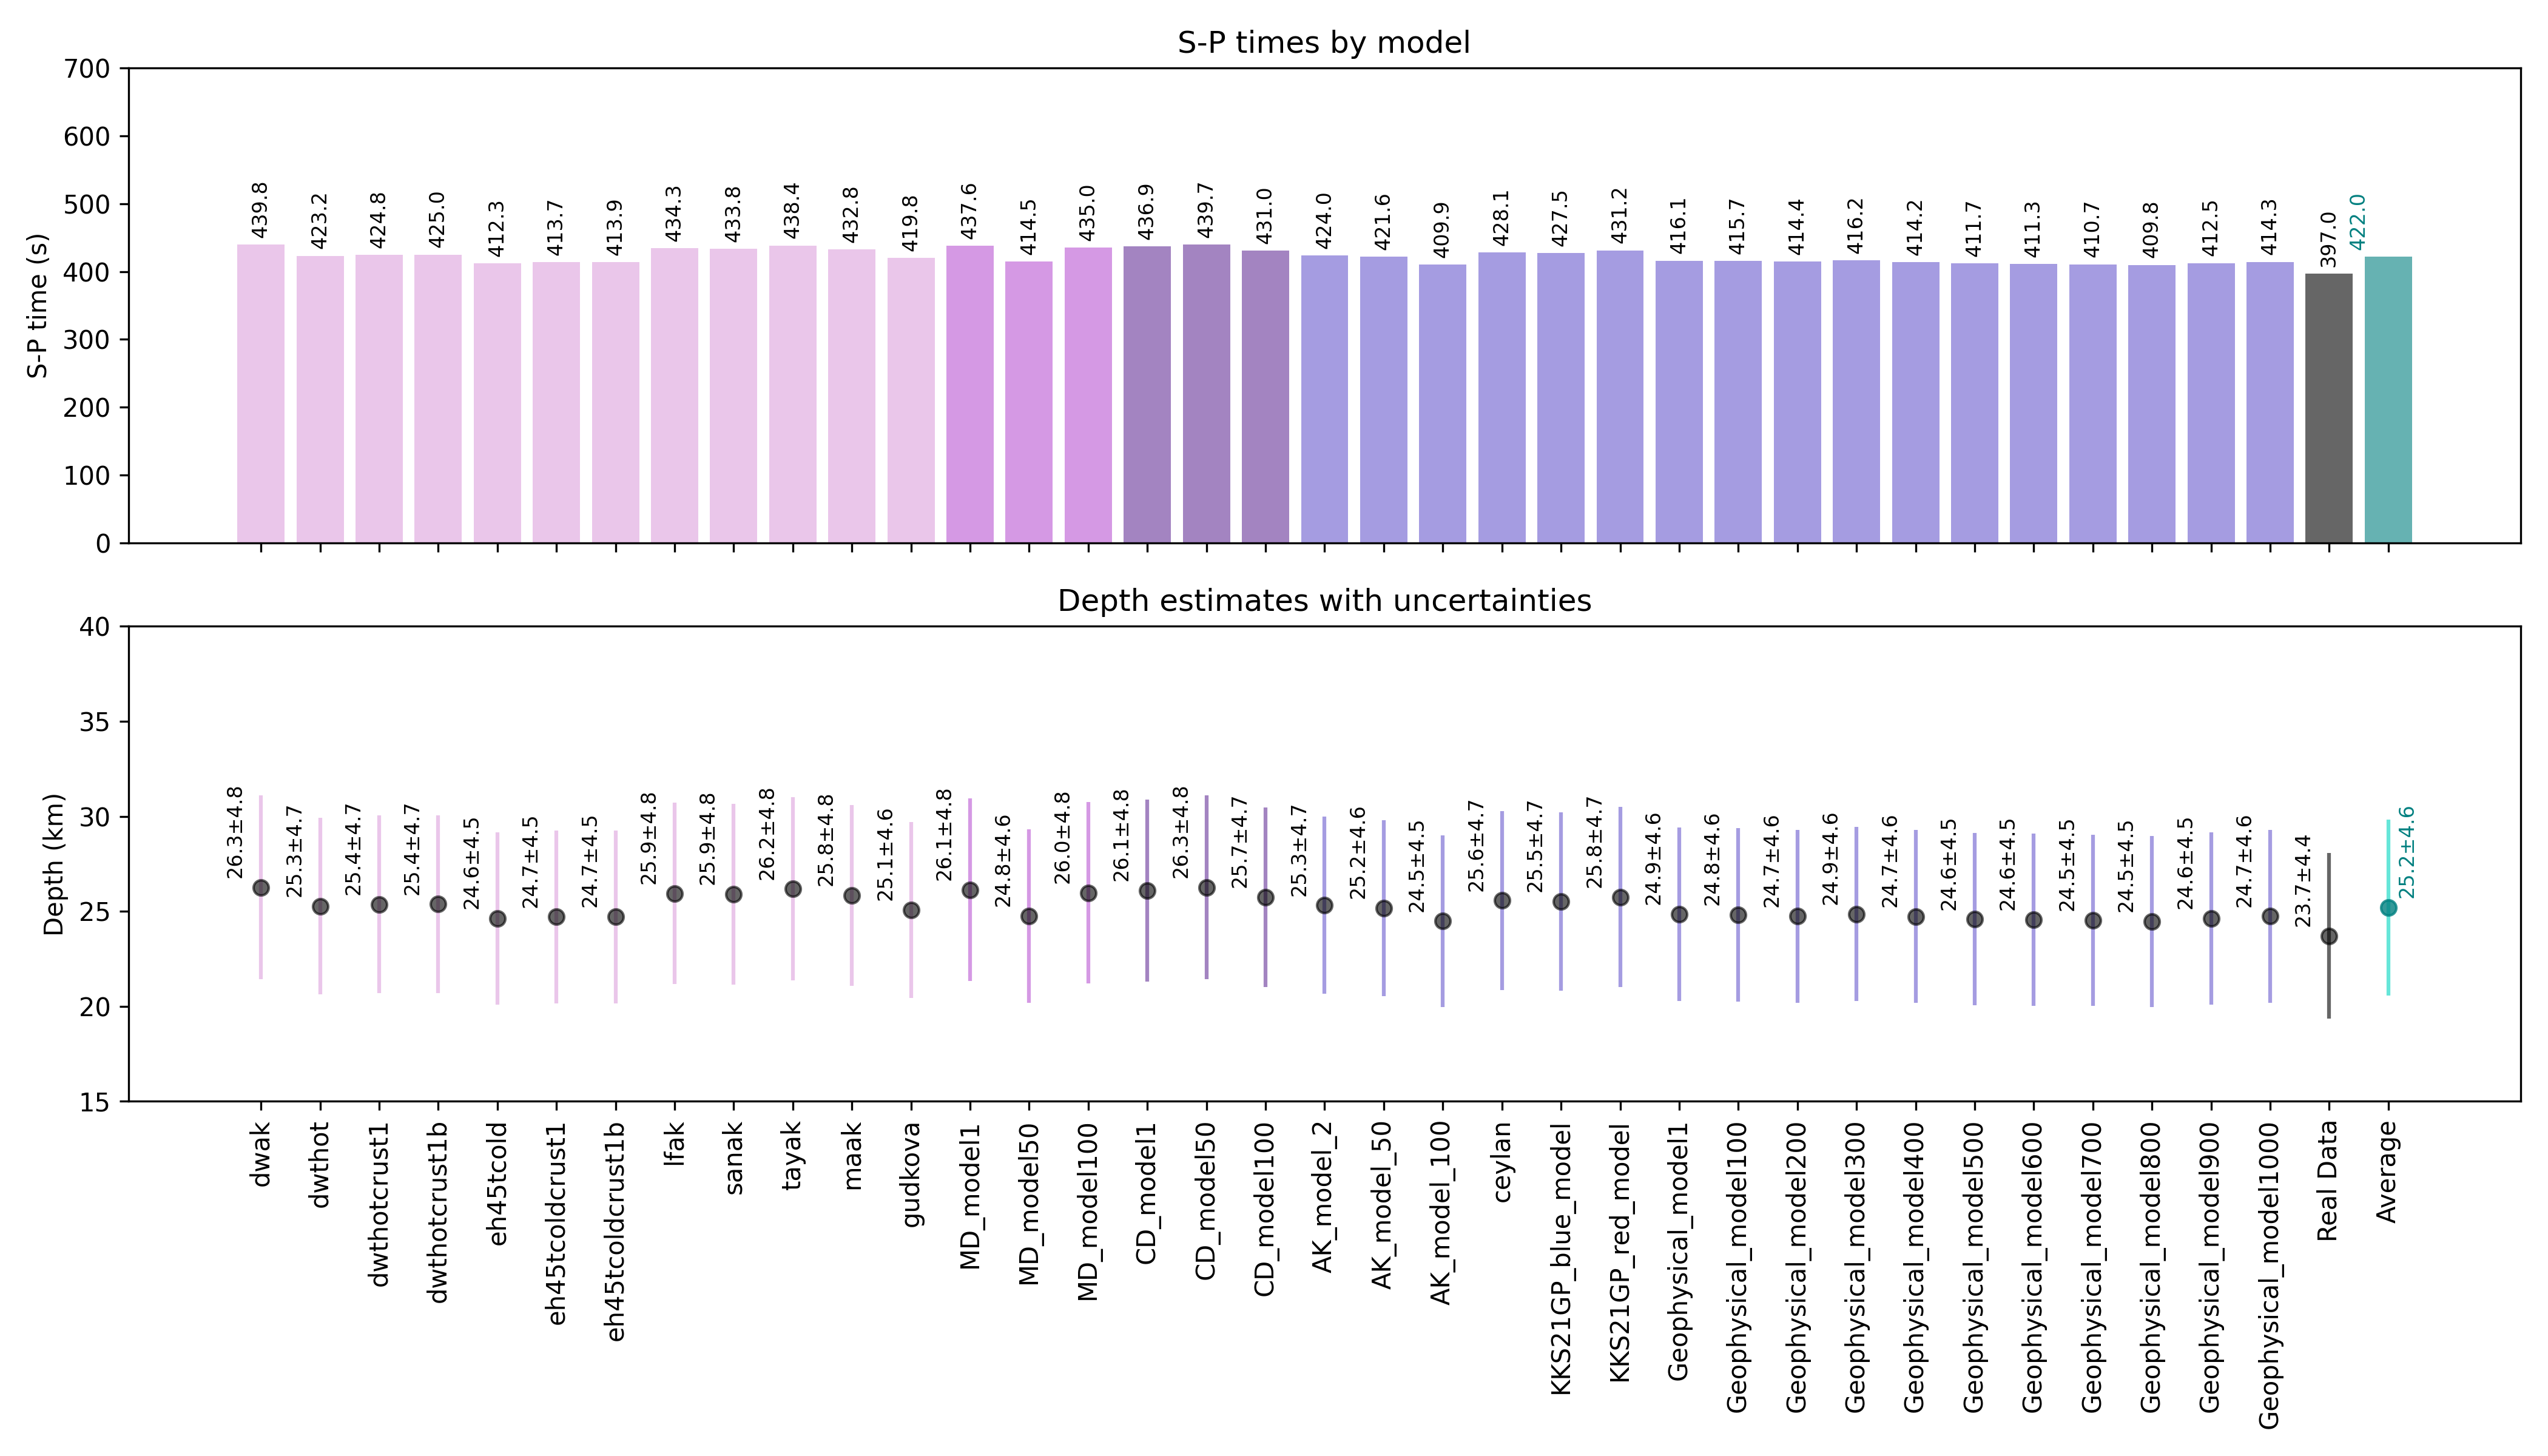 S-P times by model
S-P time (s)
700
600
500
400
300
200
100
0
439.8
423.2
424.8
425.0
412.3
413.7
413.9
434.3
433.8
438.4
432.8
419.8
437.6
414.5
435.0
436.9
439.7
431.0
424.0
421.6
409.9
428.1
427.5
431.2
416.1
415.7
414.4
416.2
414.2
411.7
411.3
410.7
409.8
412.5
414.3
397.0
422.0
Depth estimates with uncertainties
Depth (km)
40
35
30
25
20
15
26.3±4.8
25.3±4.7
25.4±4.7
25.4±4.7
24.6±4.5
24.7±4.5
24.7±4.5
25.9±4.8
25.9±4.8
26.2±4.8
25.8±4.8
25.1±4.6
26.1±4.8
24.8±4.6
26.0±4.8
26.1±4.8
26.3±4.8
25.7±4.7
25.3±4.7
25.2±4.6
24.5±4.5
25.6±4.7
25.5±4.7
25.8±4.7
24.9±4.6
24.8±4.6
24.7±4.6
24.9±4.6
24.7±4.6
24.6±4.5
24.6±4.5
24.5±4.5
24.5±4.5
24.6±4.5
24.7±4.6
23.7±4.4
25.2±4.6
dwak
dwthot
dwthotcrust1
dwthotcrust1b
eh45tcold
eh45tcoldcrust1
eh45tcoldcrust1b
lfak
sanak
tayak
maak
gudkova
MD_model1
MD_model50
MD_model100
CD_model1
CD_model50
CD_model100
AK_model_2
AK_model_50
AK_model_100
ceylan
KKS21GP_blue_model
KKS21GP_red_model
Geophysical_model1
Geophysical_model100
Geophysical_model200
Geophysical_model300
Geophysical_model400
Geophysical_model500
Geophysical_model600
Geophysical_model700
Geophysical_model800
Geophysical_model900
Geophysical_model1000
Real Data
Average